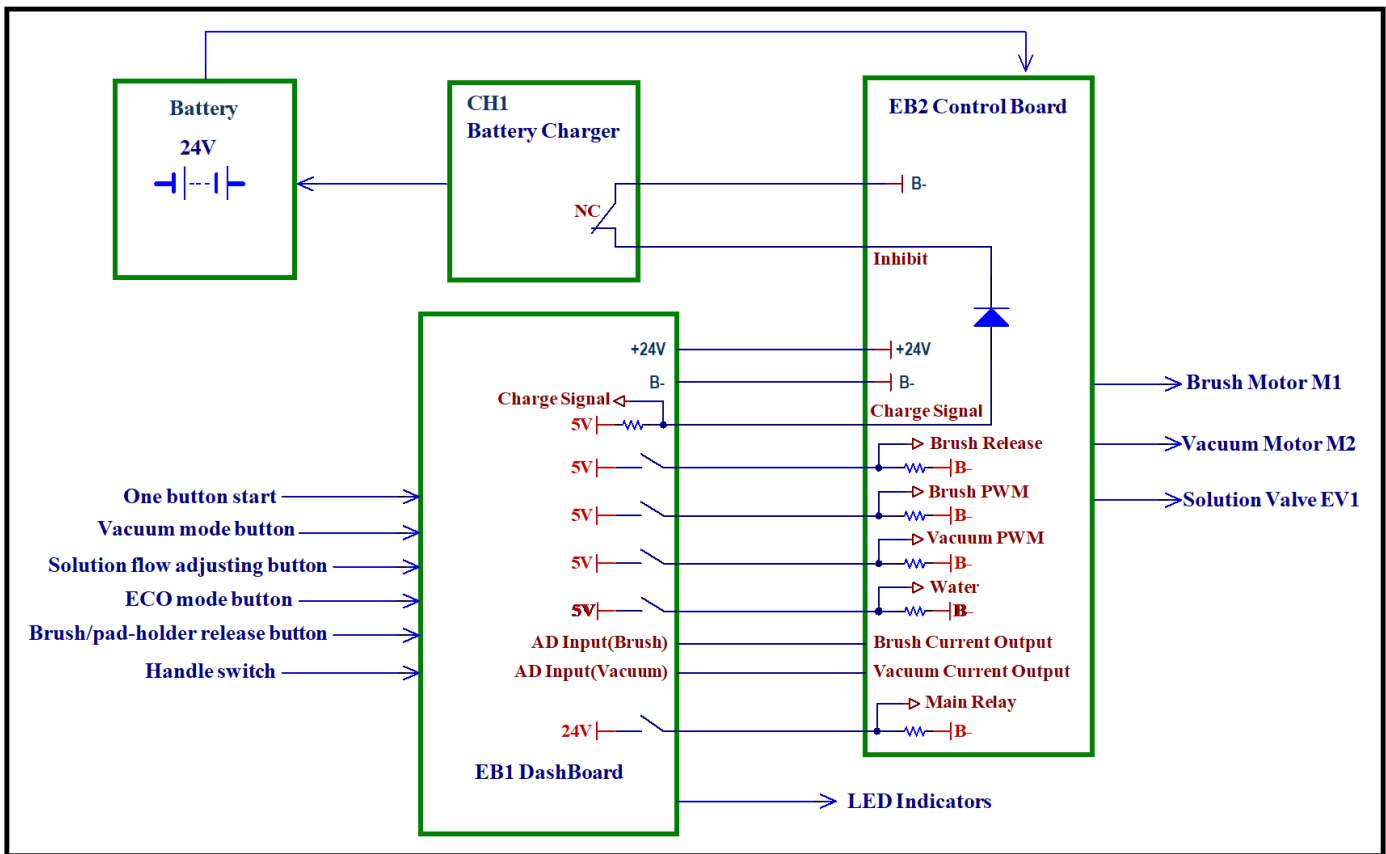 Battery
24V
CH1
Battery Charger
NC
EB2 Control Board
B-
Inhibit
+24V
+24V
B-
B-
Charge Signal
Charge Signal
5V
Brush Release
5V
B-
Brush PWM
5V
B-
Vacuum PWM
5V
B-
Water
5V
B-
AD Input(Brush)
Brush Current Output
AD Input(Vacuum)
Vacuum Current Output
Main Relay
24V
B-
EB1 DashBoard
One button start
Vacuum mode button
Solution flow adjusting button
ECO mode button
Brush/pad-holder release button
Handle switch
Brush Motor M1
Vacuum Motor M2
Solution Valve EV1
LED Indicators